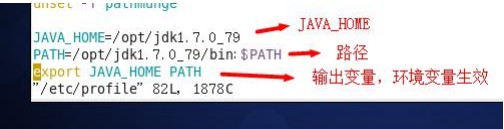 unset -f pathmunge
JAVA_HOME
JAVA_HOME=/opt/jdk1.7.0_79
PATH=/opt/jdk1.7.0_79/bin:$PATH 路径
export JAVA_HOME PATH 输出变量，环境变量生效
"/etc/profile" 82L, 1878C